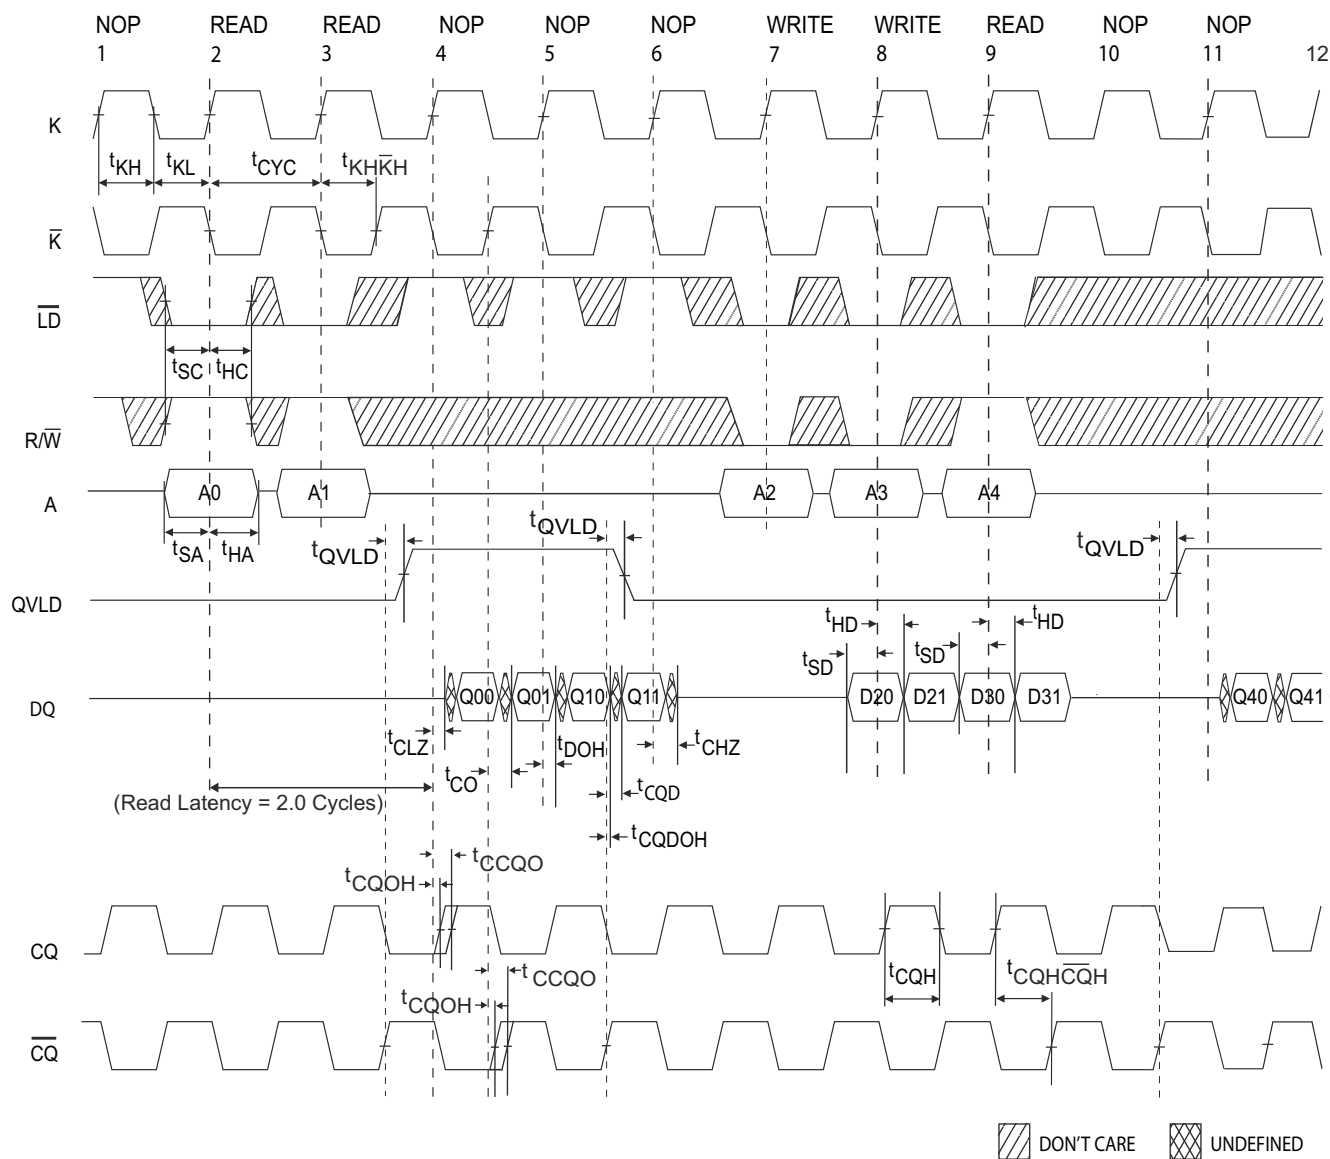 NOP READ READ NOP NOP NOP WRITE WRITE READ NOP NOP
1 2 3 4 5 6 7 8 9 10 11 12
K
tKH tKL tCYC tKHK̅H
K̅
L̅D̅
tSC tHC
R/W̅
A A0 A1 A2 A3 A4
tSA tHA tQVLD tQVLD tQVLD
QVLD
tHD tHD
tSD tSD
DQ Q00 Q01 Q10 Q11 D20 D21 D30 D31 Q40 Q41
tCLZ tDOH tCHZ
tCO tCQD
(Read Latency = 2.0 Cycles)
tCQDOH
tCCQO
tCQOH
CQ
tCCQO tCQH tCQHC̅Q̅H
tCQOH
C̅Q̅
DON'T CARE UNDEFINED